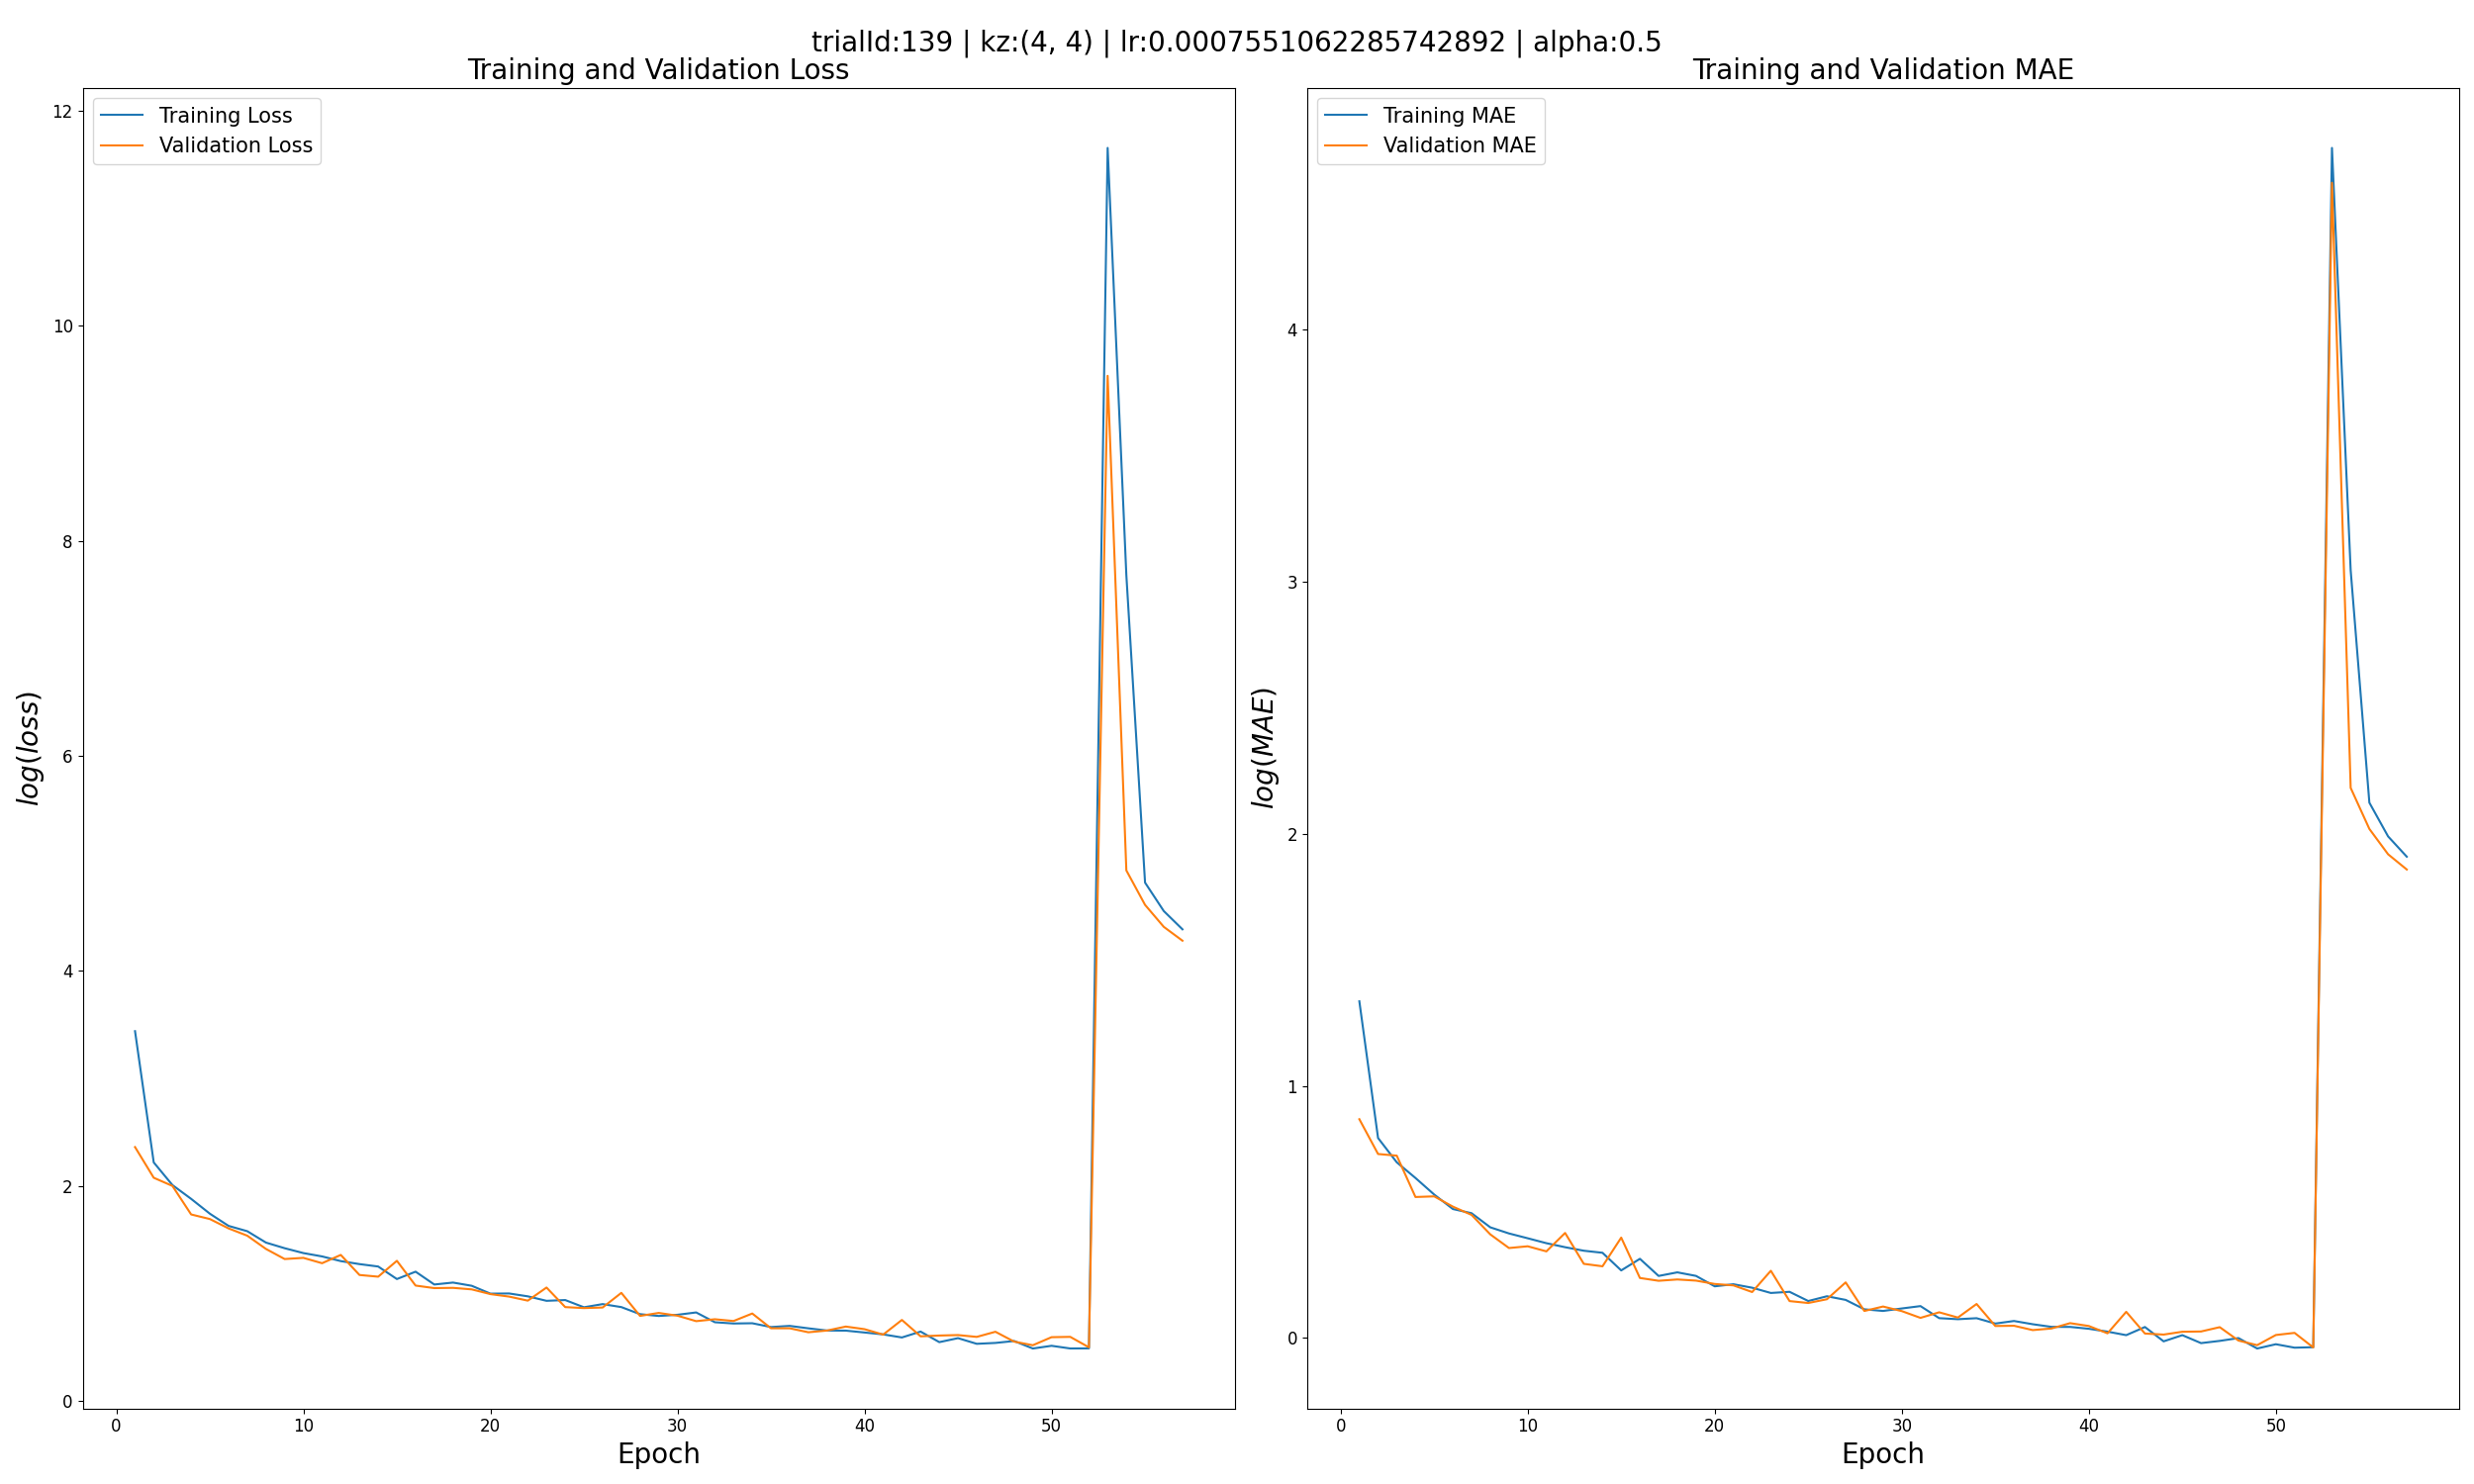 trialId:139 | kz:(4, 4) | lr:0.0007551062285742892 | alpha:0.5
Training and Validation Loss
Training Loss
Validation Loss
12
10
8
6
4
2
0
log(loss)
0 10 20 30 40 50
Epoch
Training and Validation MAE
Training MAE
Validation MAE
4
3
2
1
0
log(MAE)
0 10 20 30 40 50
Epoch